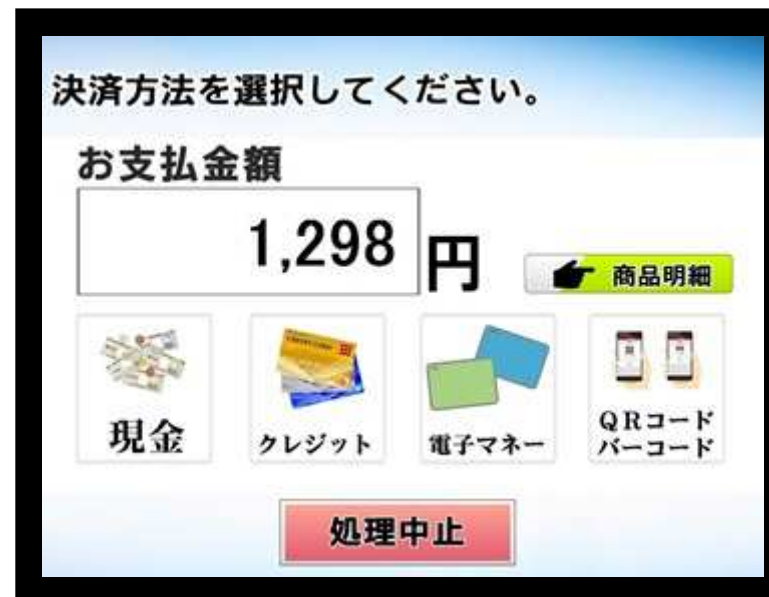 決済方法を選択してください。
お支払金額
1,298 円
商品明細
現金
クレジット
電子マネー
QRコード
バーコード
処理中止